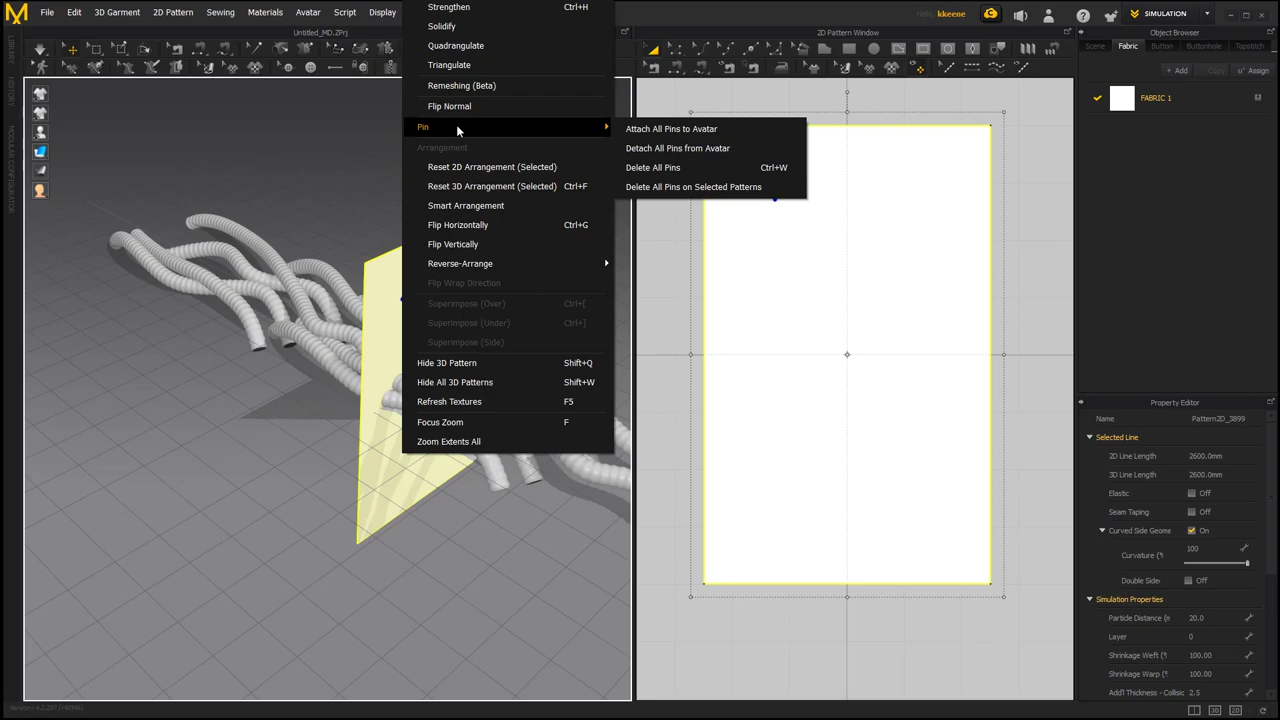 File Edit 3D Garment 2D Pattern Sewing Materials Avatar Script Display
Hello, kkeene
SIMULATION
Untitled_MD.ZPrj
2D Pattern Window
Object Browser
LIBRARY
HISTORY
Scene Fabric Button Buttonhole Topstitch
+ Add Copy Assign
FABRIC 1
Strengthen Ctrl+H
Solidify
Quadrangulate
Triangulate
Remeshing (Beta)
Flip Normal
Pin
Arrangement
Reset 2D Arrangement (Selected)
Reset 3D Arrangement (Selected) Ctrl+F
Smart Arrangement
Flip Horizontally Ctrl+G
Flip Vertically
Reverse-Arrange
Flip Wrap Direction
Superimpose (Over) Ctrl+[
Superimpose (Under) Ctrl+]
Superimpose (Side)
Hide 3D Pattern Shift+Q
Hide All 3D Patterns Shift+W
Refresh Textures F5
Focus Zoom F
Zoom Extents All
Attach All Pins to Avatar
Detach All Pins from Avatar
Delete All Pins Ctrl+W
Delete All Pins on Selected Patterns
Property Editor
Name Pattern2D_3899
Selected Line
2D Line Length 2600.0mm
3D Line Length 2600.0mm
Elastic Off
Seam Taping Off
Curved Side Geome On
Curvature (% 100
Double Side Off
Simulation Properties
Particle Distance (m 20.0
Layer 0
Shrinkage Weft (% 100.00
Shrinkage Warp (% 100.00
Add'l Thickness - Collisic 2.5